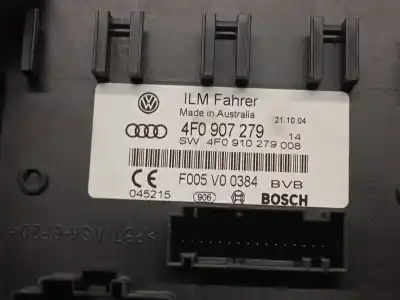 ILM Fahrer
Made in Australia
21.10.04
4F0 907 279
14
SW 4F0 910 279 008
F005 V0 0384
BVB
045215
906
BOSCH